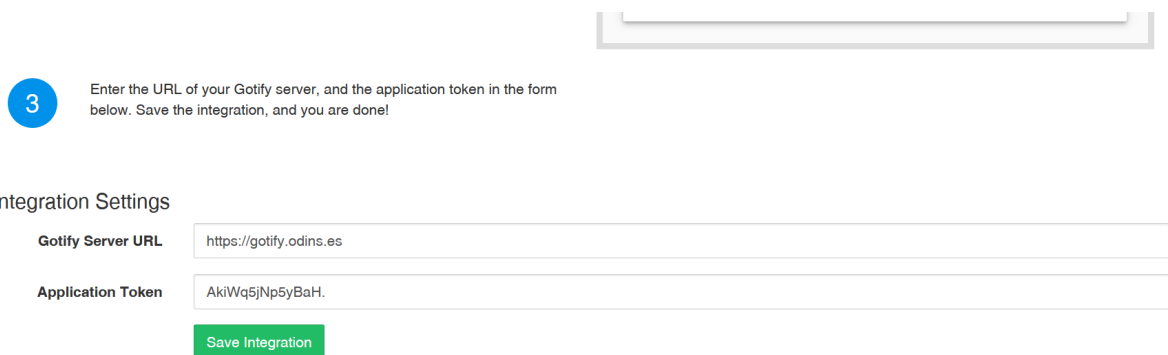 3
Enter the URL of your Gotify server, and the application token in the form
below. Save the integration, and you are done!
ntegration Settings
Gotify Server URL
https://gotify.odins.es
Application Token
AkiWq5jNp5yBaH.
Save Integration